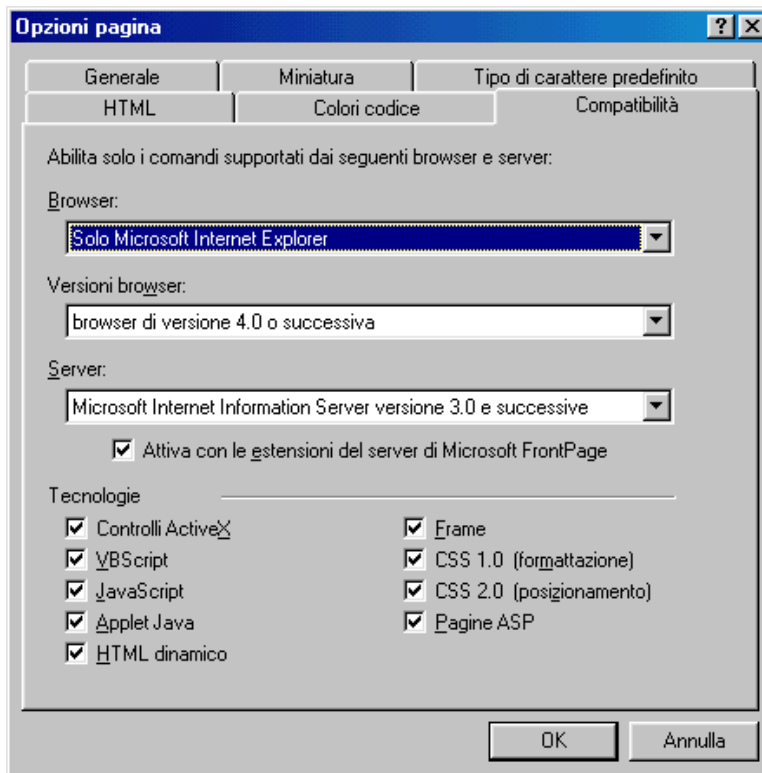 Opzioni pagina
Generale Miniatura Tipo di carattere predefinito
HTML Colori codice Compatibilità
Abilita solo i comandi supportati dai seguenti browser e server:
Browser:
Solo Microsoft Internet Explorer
Versioni browser:
browser di versione 4.0 o successiva
Server:
Microsoft Internet Information Server versione 3.0 e successive
Attiva con le estensioni del server di Microsoft FrontPage
Tecnologie
Controlli ActiveX Frame
VBScript CSS 1.0 (formattazione)
JavaScript CSS 2.0 (posizionamento)
Applet Java Pagine ASP
HTML dinamico
OK Annulla